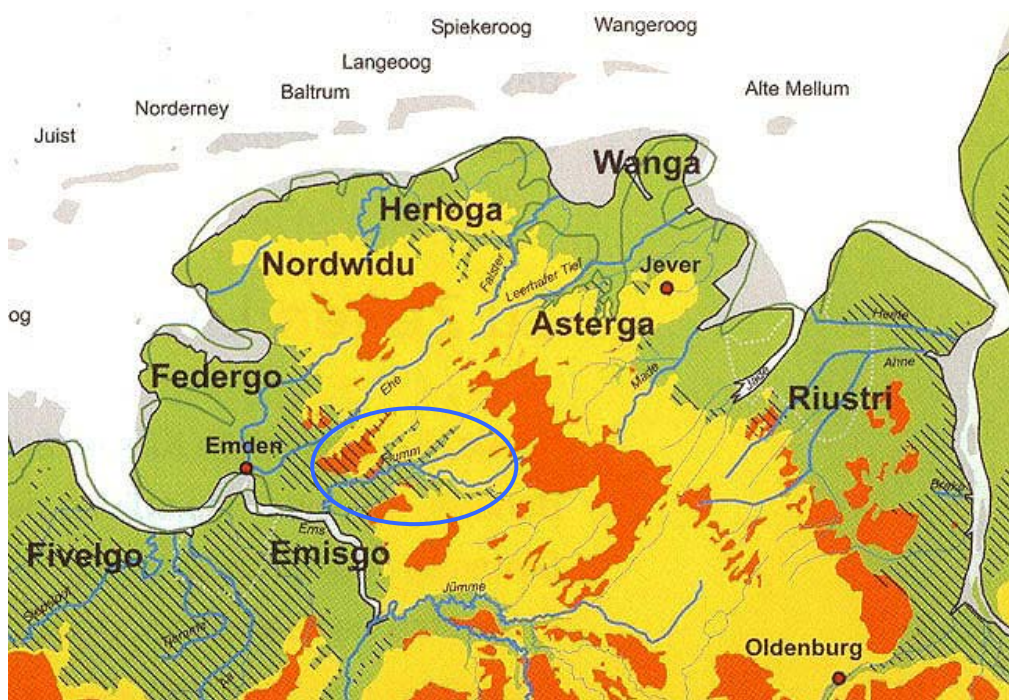 Spiekeroog
Wangeroog
Langeoog
Baltrum
Alte Mellum
Norderney
Juist
Wanga
Herloga
Nordwidu
Jever
Falster
Leerhafer Tief
og
Asterga
Heete
Ahne
Federgo
Ehe
Made
Jade
Riustri
Emden
Flumm
Ems
Fivelgo
Emisgo
Jümme
Oldenburg